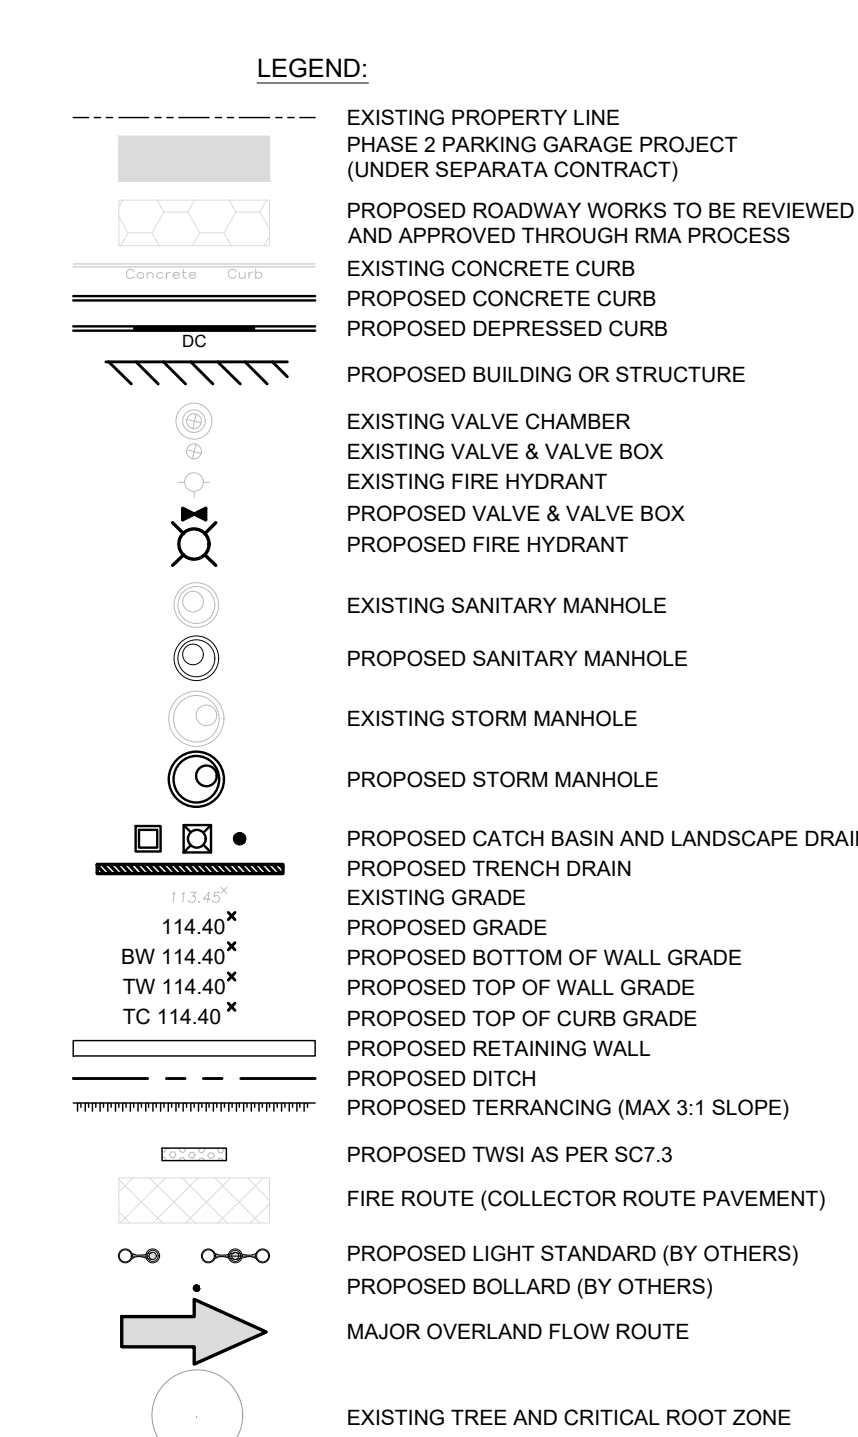 LEGEND:
EXISTING PROPERTY LINE
PHASE 2 PARKING GARAGE PROJECT
(UNDER SEPARATA CONTRACT)
PROPOSED ROADWAY WORKS TO BE REVIEWED
AND APPROVED THROUGH RMA PROCESS
Concrete Curb EXISTING CONCRETE CURB
PROPOSED CONCRETE CURB
PROPOSED DEPRESSED CURB
DC
PROPOSED BUILDING OR STRUCTURE
EXISTING VALVE CHAMBER
EXISTING VALVE & VALVE BOX
EXISTING FIRE HYDRANT
PROPOSED VALVE & VALVE BOX
PROPOSED FIRE HYDRANT
EXISTING SANITARY MANHOLE
PROPOSED SANITARY MANHOLE
EXISTING STORM MANHOLE
PROPOSED STORM MANHOLE
PROPOSED CATCH BASIN AND LANDSCAPE DRAI
PROPOSED TRENCH DRAIN
113.45× EXISTING GRADE
114.40× PROPOSED GRADE
BW 114.40× PROPOSED BOTTOM OF WALL GRADE
TW 114.40× PROPOSED TOP OF WALL GRADE
TC 114.40× PROPOSED TOP OF CURB GRADE
PROPOSED RETAINING WALL
PROPOSED DITCH
PROPOSED TERRANCING (MAX 3:1 SLOPE)
PROPOSED TWSI AS PER SC7.3
FIRE ROUTE (COLLECTOR ROUTE PAVEMENT)
PROPOSED LIGHT STANDARD (BY OTHERS)
PROPOSED BOLLARD (BY OTHERS)
MAJOR OVERLAND FLOW ROUTE
EXISTING TREE AND CRITICAL ROOT ZONE